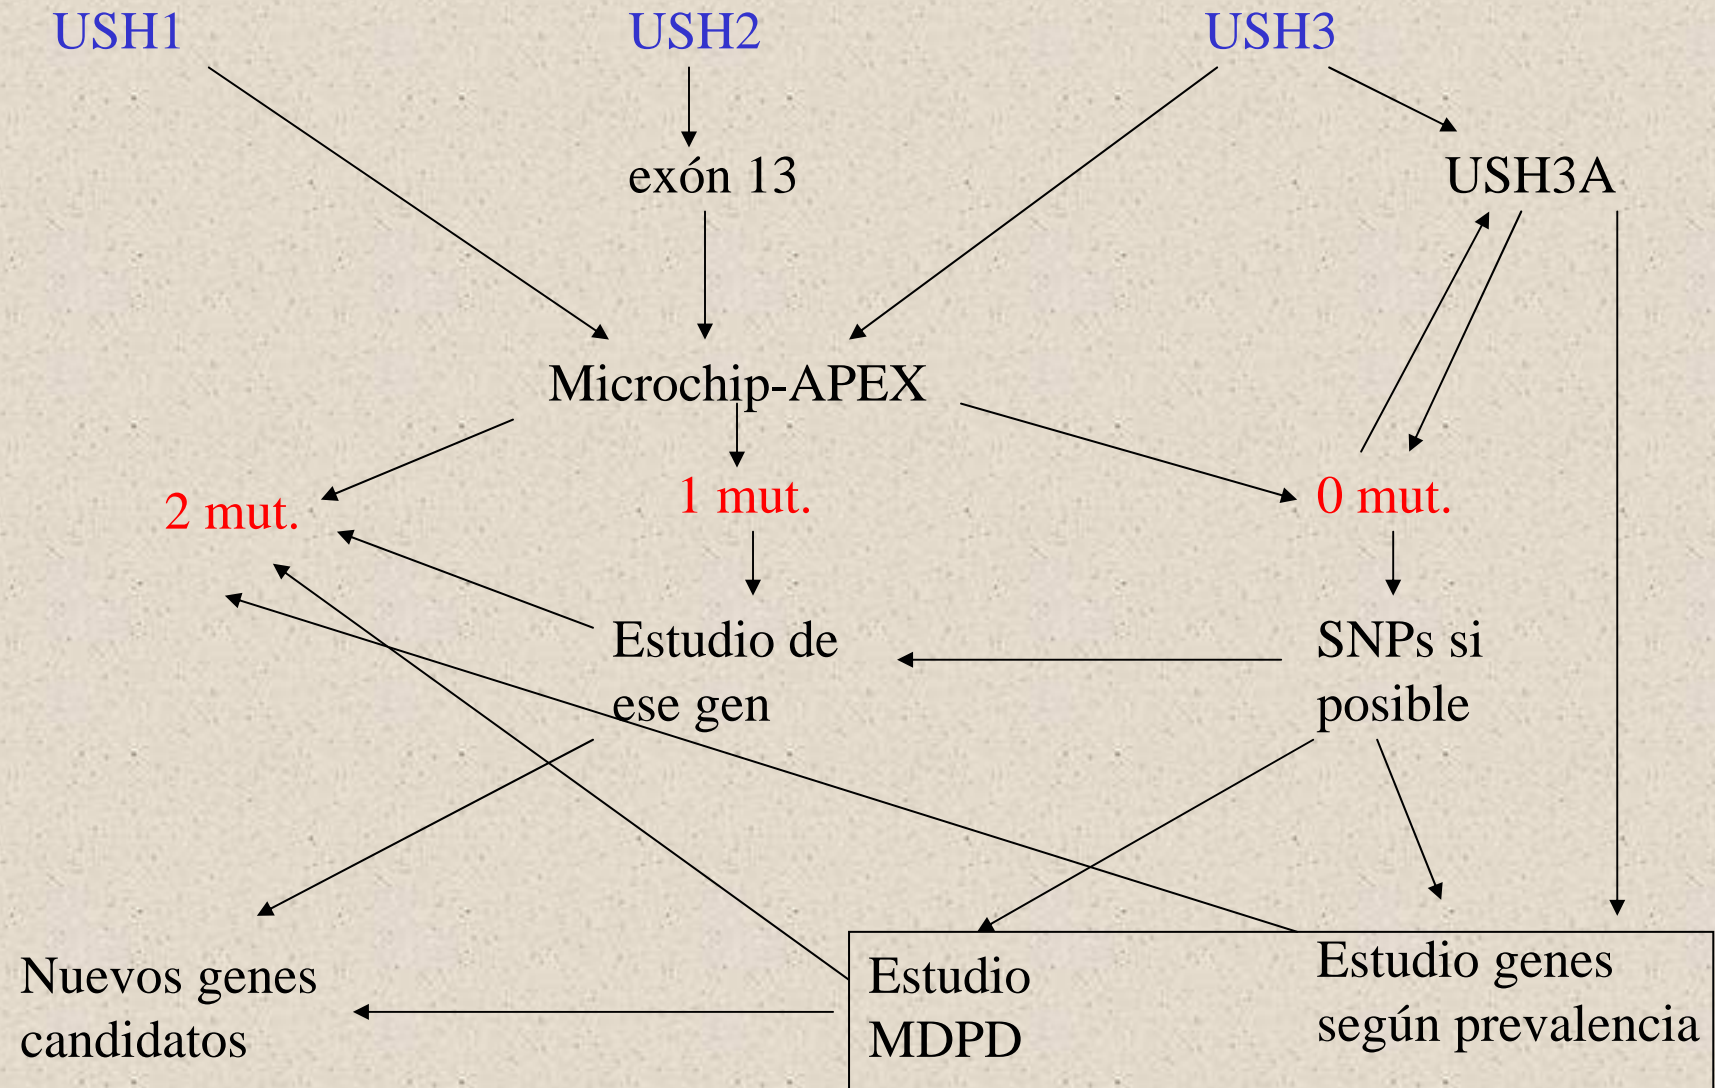 USH1
USH2
USH3
exón 13
USH3A
Microchip-APEX
2 mut.
1 mut.
0 mut.
Estudio de
ese gen
SNPs si
posible
Nuevos genes
candidatos
Estudio
MDPD
Estudio genes
según prevalencia